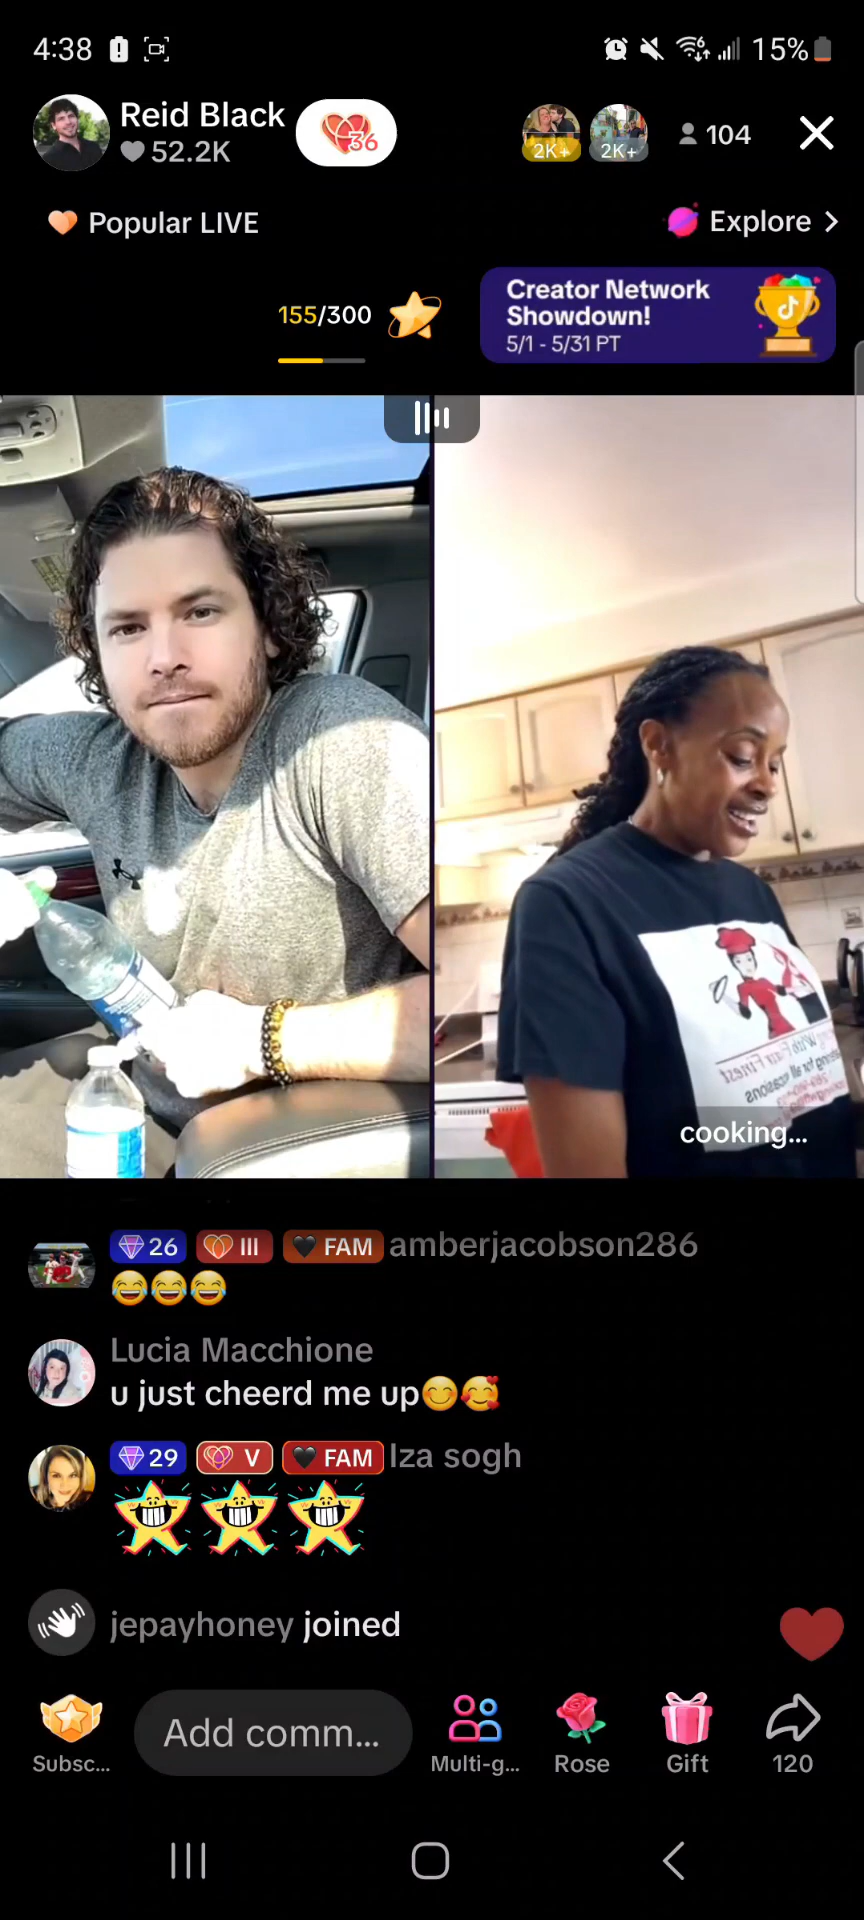 4:38
15%
Reid Black
52.2K
36
2K+
2K+
104
Popular LIVE
Explore
155/300
Creator Network
Showdown!
5/1 - 5/31 PT
cooking...
26 III FAM amberjacobson286
😂😂😂
Lucia Macchione
u just cheerd me up😊🥰
29 V FAM Iza sogh
jepayhoney joined
Subsc...
Add comm...
Multi-g...
Rose
Gift
120